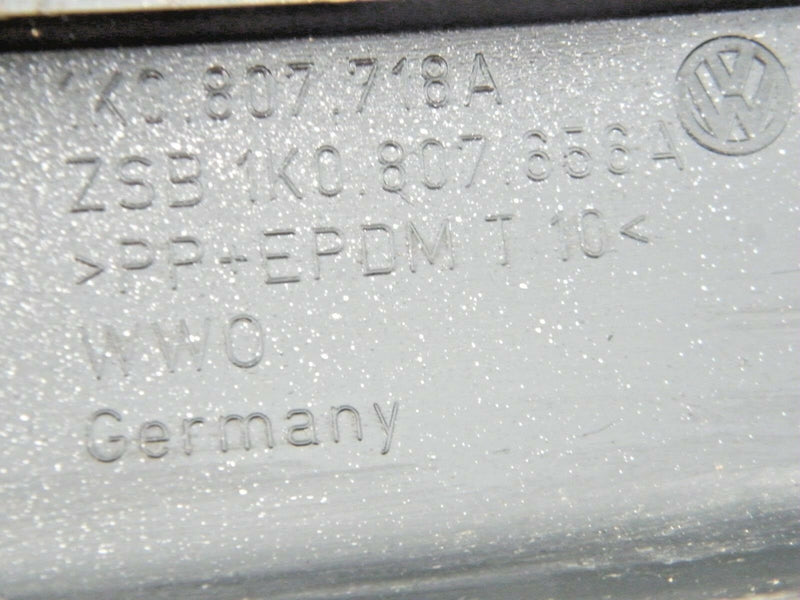 1K0.807.718A
ZSB 1K0.807.656A
>PP+EPDM T 10<
WWO
Germany